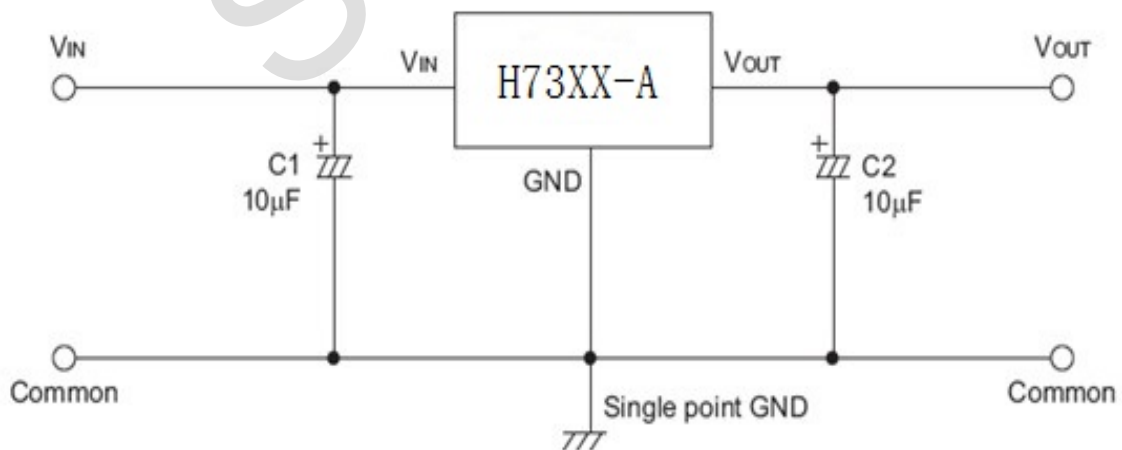 VIN
VIN
H73XX-A
VOUT
VOUT
+
C1
10μF
GND
+
C2
10μF
Common
Single point GND
Common